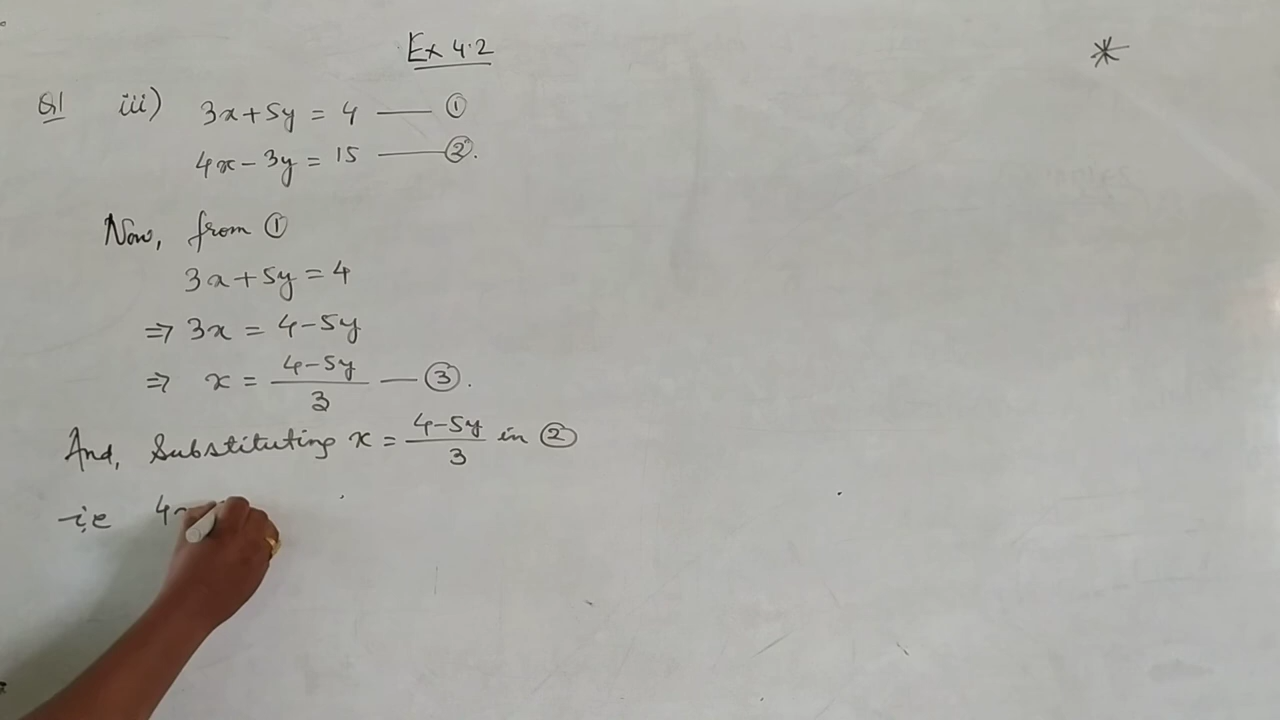 Ex 4.2
Q1 iii) 3x+5y = 4 —— ①
4x-3y = 15 —— ②.
Now, from ①
3x+5y = 4
⇒ 3x = 4-5y
⇒ x = (4-5y)/3 — ③.
And, Substituting x = (4-5y)/3 in ②
i,e 4